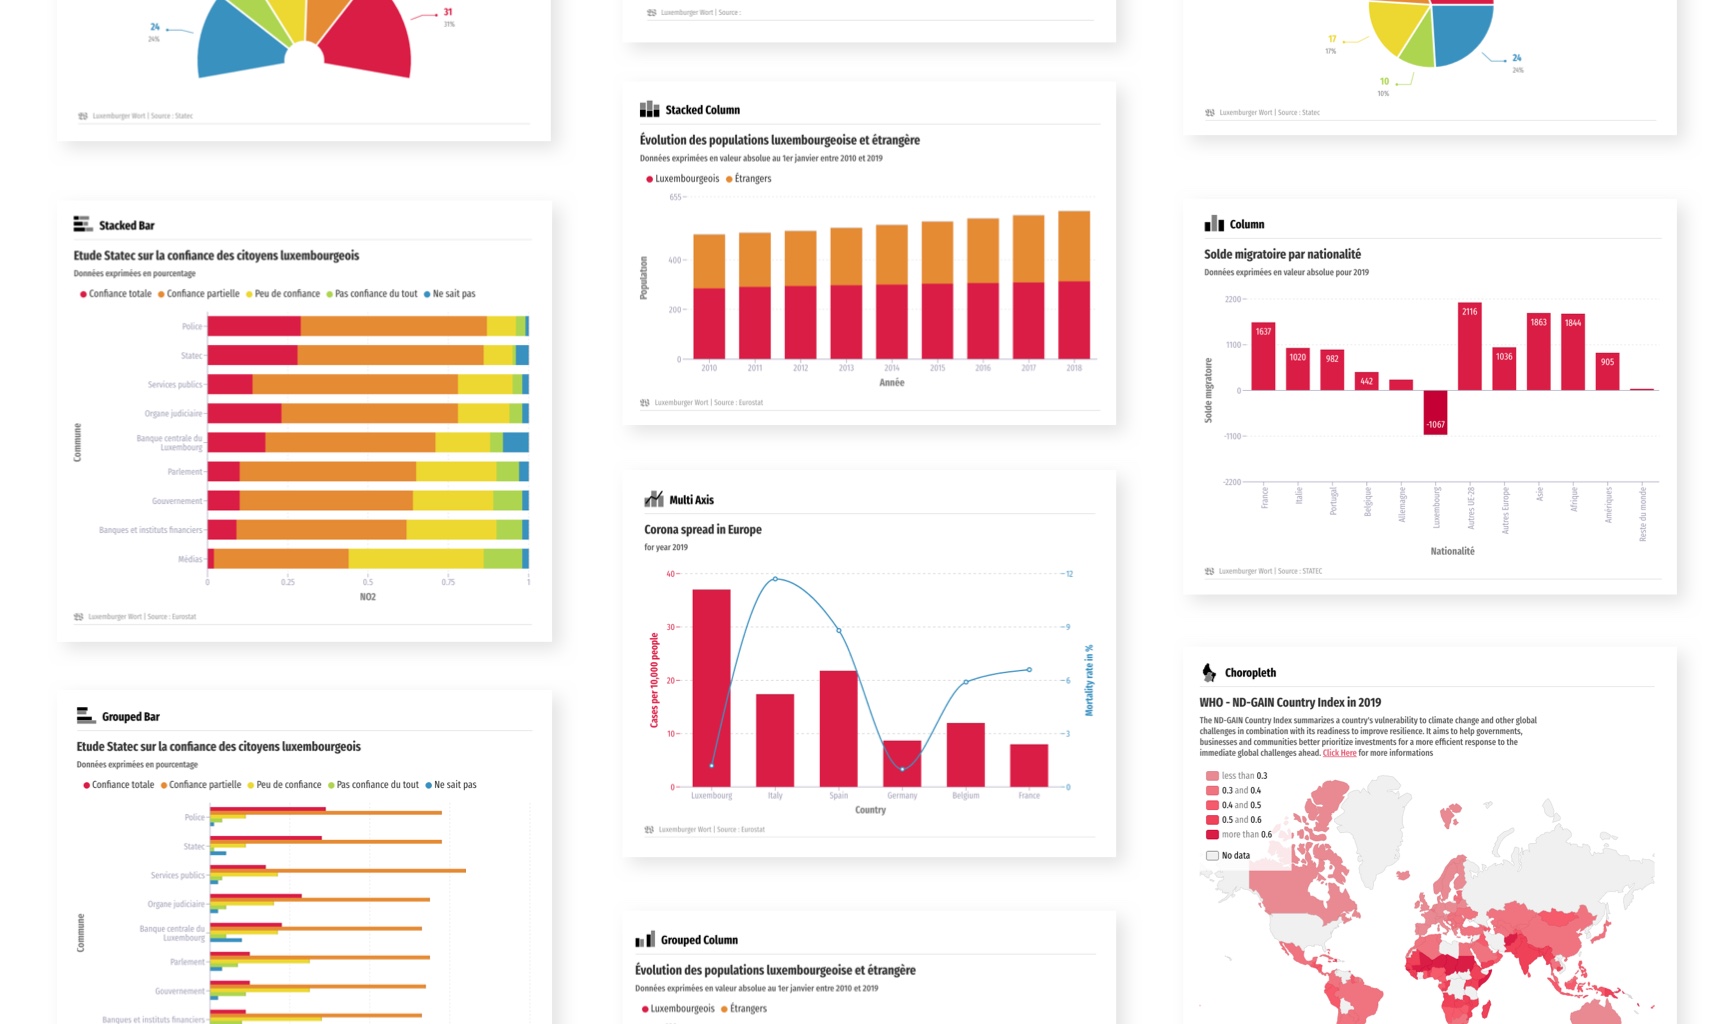 24
24%
31
31%
Luxemburger Wort | Source : Statec
Stacked Bar
Etude Statec sur la confiance des citoyens luxembourgeois
Données exprimées en pourcentage
Confiance totale Confiance partielle Peu de confiance Pas confiance du tout Ne sait pas
Police
Statec
Services publics
Organe judiciaire
Banque centrale du
Luxembourg
Parlement
Gouvernement
Banques et instituts financiers
Médias
Commune
0 0.25 0.5 0.75 1
NO2
Luxemburger Wort | Source : Eurostat
Grouped Bar
Etude Statec sur la confiance des citoyens luxembourgeois
Données exprimées en pourcentage
Confiance totale Confiance partielle Peu de confiance Pas confiance du tout Ne sait pas
Police
Statec
Services publics
Organe judiciaire
Banque centrale du
Luxembourg
Parlement
Gouvernement
Banques et instituts financiers
Commune
Luxemburger Wort | Source :
Stacked Column
Évolution des populations luxembourgeoise et étrangère
Données exprimées en valeur absolue au 1er janvier entre 2010 et 2019
Luxembourgeois Étrangers
655
400
200
0
Population
2010 2011 2012 2013 2014 2015 2016 2017 2018
Année
Luxemburger Wort | Source : Eurostat
Multi Axis
Corona spread in Europe
for year 2019
40 12
30 9
20 6
10 3
0 0
Cases per 10,000 people
Mortality rate in %
Luxembourg Italy Spain Germany Belgium France
Country
Luxemburger Wort | Source : Eurostat
Grouped Column
Évolution des populations luxembourgeoise et étrangère
Données exprimées en valeur absolue au 1er janvier entre 2010 et 2019
Luxembourgeois Étrangers
17
17%
10
10%
24
24%
Luxemburger Wort | Source : Statec
Column
Solde migratoire par nationalité
Données exprimées en valeur absolue pour 2019
2200
1100
0
-1100
-2200
Solde migratoire
1637 1020 982 442 -1067 2116 1036 1863 1844 905
France Italie Portugal Belgique Allemagne Luxembourg Autres UE-28 Autres Europe Asie Afrique Amériques Reste du monde
Nationalité
Luxemburger Wort | Source : STATEC
Choropleth
WHO - ND-GAIN Country Index in 2019
The ND-GAIN Country Index summarizes a country's vulnerability to climate change and other global
challenges in combination with its readiness to improve resilience. It aims to help governments,
businesses and communities better prioritize investments for a more efficient response to the
immediate global challenges ahead. Click Here for more informations
less than 0.3
0.3 and 0.4
0.4 and 0.5
0.5 and 0.6
more than 0.6
No data